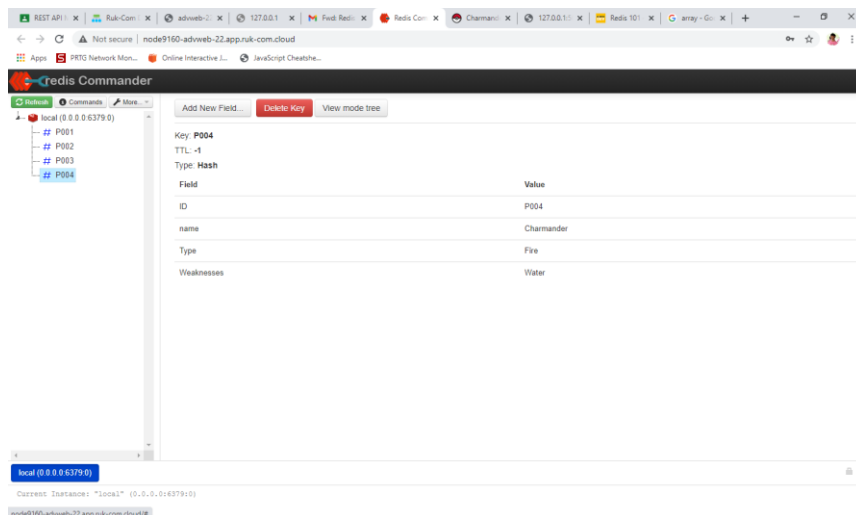 REST API
Ruk-Com
advweb-22
127.0.0.1
Fwd: Redis
Redis Com
Charmand
127.0.0.1:5
Redis 101
array - Go
Not secure | node9160-advweb-22.app.ruk-com.cloud
Apps PRTG Network Mon... Online Interactive J... JavaScript Cheatshe...
redis Commander
Refresh Commands More...
Add New Field... Delete Key View mode tree
local (0.0.0.0:6379:0)
P001
P002
P003
P004
Key: P004
TTL: -1
Type: Hash
Field Value
ID P004
name Charmander
Type Fire
Weaknesses Water
local (0.0.0.0:6379:0)
Current Instance: "local" (0.0.0.0:6379:0)
node9160-advweb-22.app.ruk-com.cloud/#